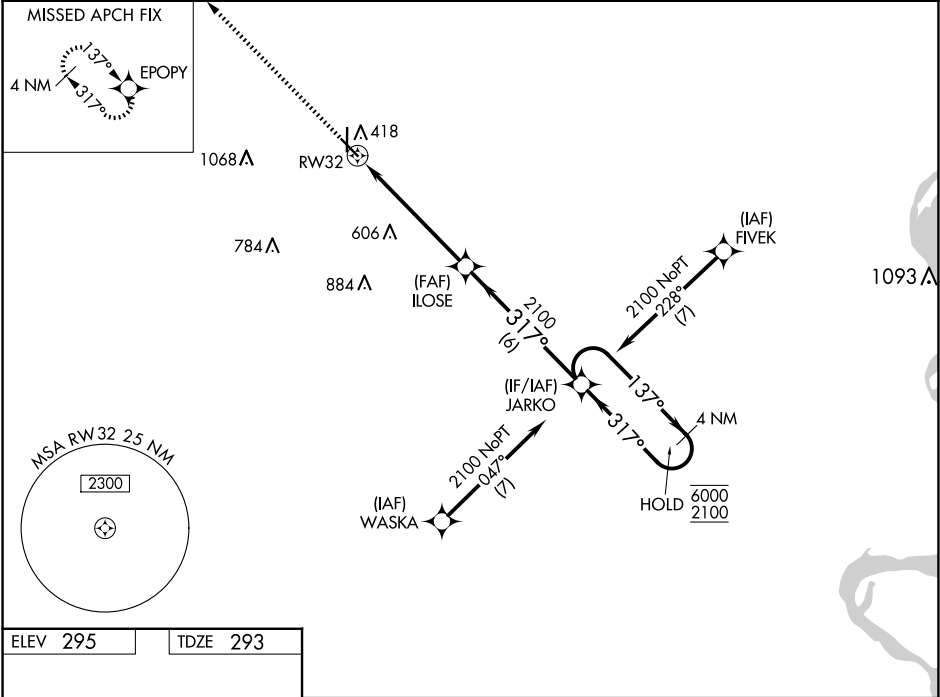 MISSED APCH FIX
137°
EPOPY
4 NM
317°
418
1068
RW32
606
784
884
(FAF)
ILOSE
(IAF)
FIVEK
1093
2100 NoPT
228°
(7)
2100
317°
(6)
(IF/IAF)
JARKO
137°
4 NM
317°
2100 NoPT
047°
(7)
(IAF)
WASKA
HOLD 6000
2100
MSA RW32 25 NM
2300
ELEV 295
TDZE 293